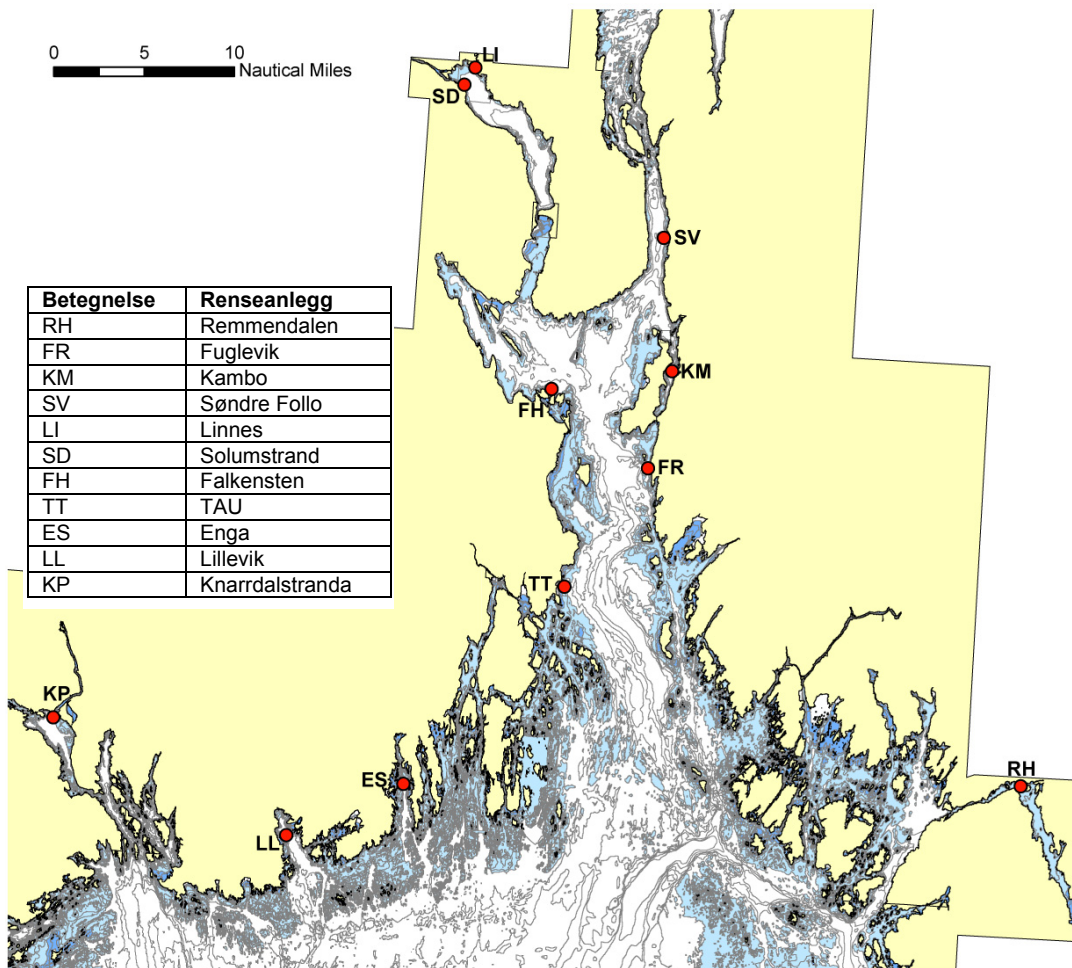 0 5 10
Nautical Miles
LI
SD
SV
Betegnelse Renseanlegg
RH Remmendalen
FR Fuglevik
KM Kambo
SV Søndre Follo
LI Linnes
SD Solumstrand
FH Falkensten
TT TAU
ES Enga
LL Lillevik
KP Knarrdalstranda
KM
FH
FR
TT
KP
RH
ES
LL